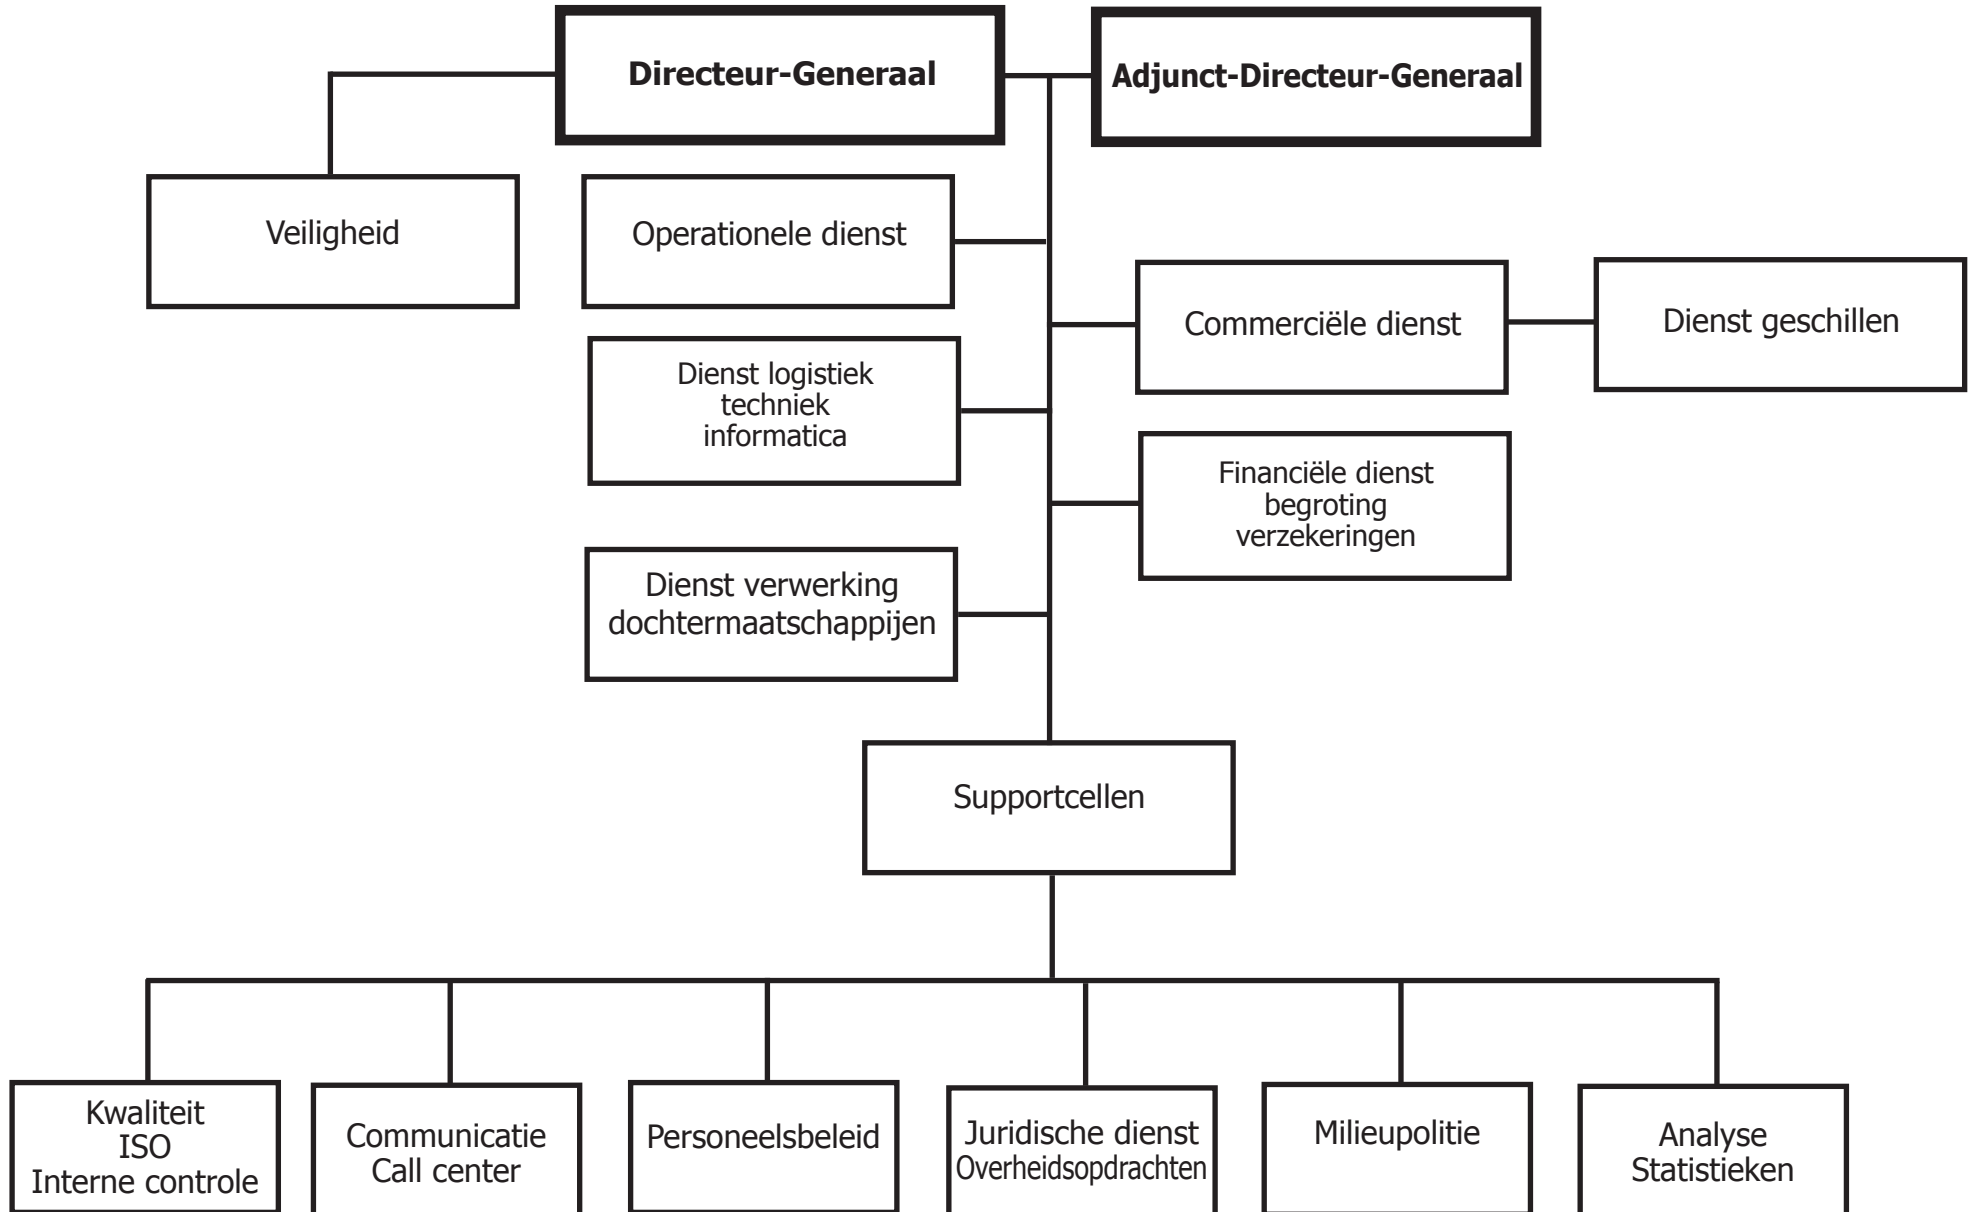 Directeur-Generaal
Adjunct-Directeur-Generaal
Veiligheid
Operationele dienst
Commerciële dienst
Dienst geschillen
Dienst logistiek
techniek
informatica
Financiële dienst
begroting
verzekeringen
Dienst verwerking
dochtermaatschappijen
Supportcellen
Kwaliteit
ISO
Interne controle
Communicatie
Call center
Personeelsbeleid
Juridische dienst
Overheidsopdrachten
Milieupolitie
Analyse
Statistieken